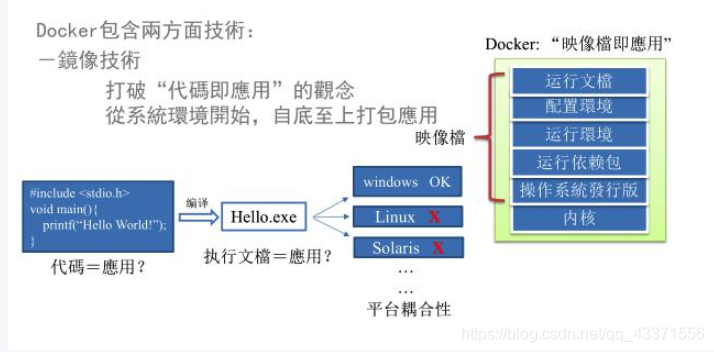 Docker包含兩方面技術：
－鏡像技術
打破“代碼即應用”的觀念
從系統環境開始，自底至上打包應用
Docker: “映像檔即應用”
映像檔
运行文檔
配置環境
运行環境
运行依赖包
操作系統發行版
内核
#include <stdio.h>
void main(){
printf(“Hello World!”);
}
代碼＝應用？
编译
Hello.exe
执行文檔＝應用？
windows OK
Linux X
Solaris X
...
...
平台耦合性
https://blog.csdn.net/qq_43371556